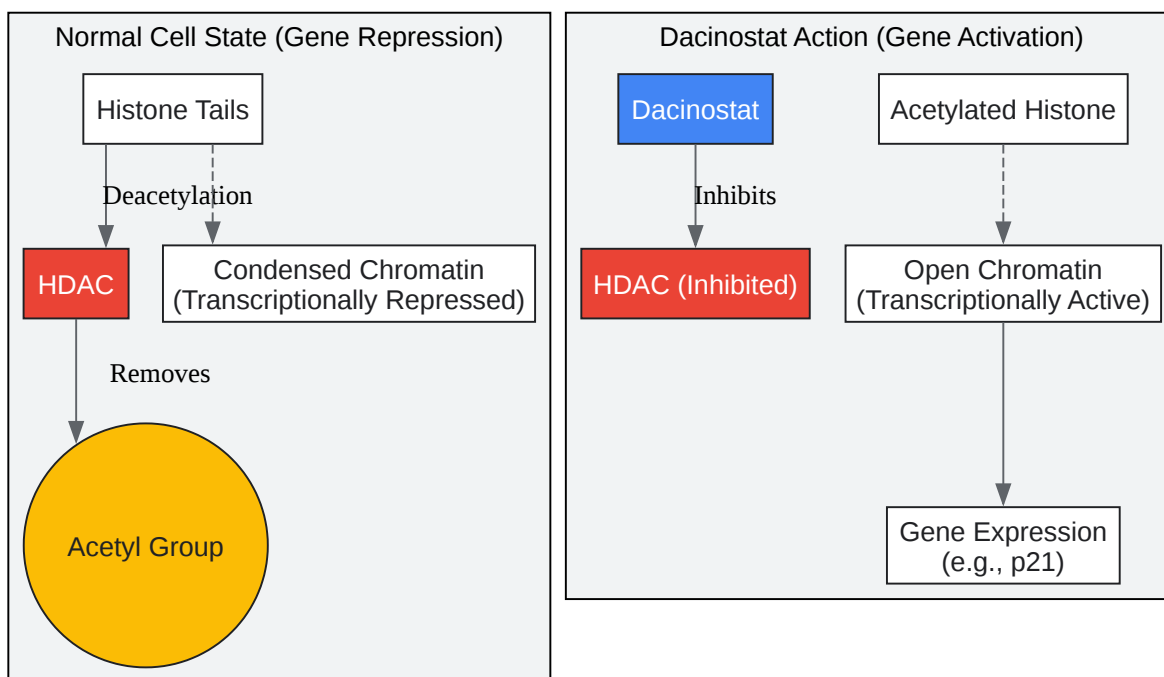 Normal Cell State (Gene Repression)
Histone Tails
Deacetylation
HDAC
Condensed Chromatin
(Transcriptionally Repressed)
Removes
Acetyl Group
Dacinostat Action (Gene Activation)
Dacinostat
Acetylated Histone
Inhibits
HDAC (Inhibited)
Open Chromatin
(Transcriptionally Active)
Gene Expression
(e.g., p21)